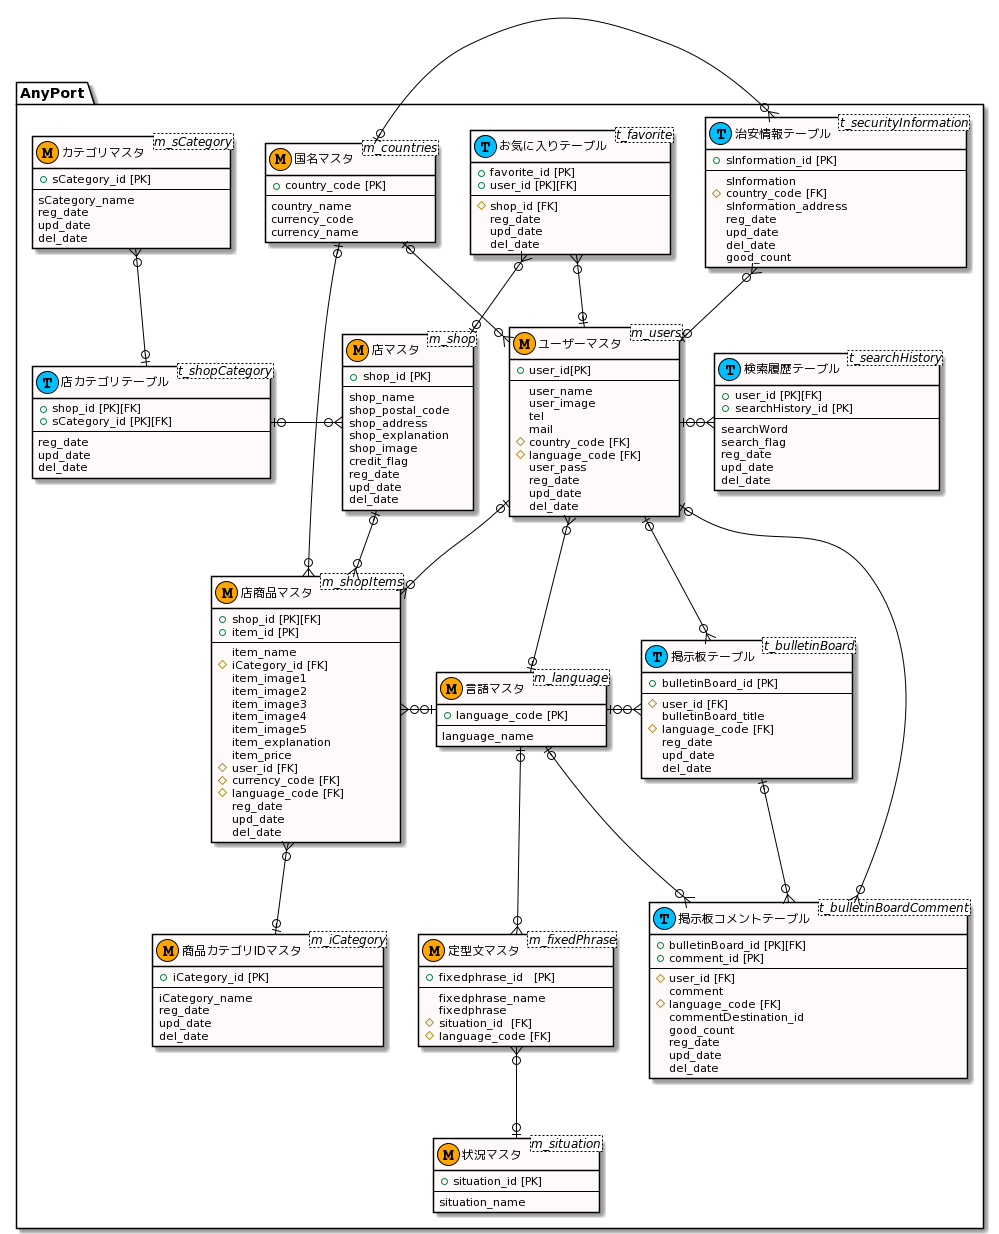 AnyPort
M カテゴリマスタ
m_sCategory
sCategory_id [PK]
sCategory_name
reg_date
upd_date
del_date
M 国名マスタ
m_countries
country_code [PK]
country_name
currency_code
currency_name
T お気に入りテーブル
t_favorite
favorite_id [PK]
user_id [PK][FK]
shop_id [FK]
reg_date
upd_date
del_date
T 治安情報テーブル
t_securityInformation
sInformation_id [PK]
sInformation
country_code [FK]
sInformation_address
reg_date
upd_date
del_date
good_count
T 店カテゴリテーブル
t_shopCategory
shop_id [PK][FK]
sCategory_id [PK][FK]
reg_date
upd_date
del_date
M 店マスタ
m_shop
shop_id [PK]
shop_name
shop_postal_code
shop_address
shop_explanation
shop_image
credit_flag
reg_date
upd_date
del_date
M ユーザーマスタ
m_users
user_id[PK]
user_name
user_image
tel
mail
country_code [FK]
language_code [FK]
user_pass
reg_date
upd_date
del_date
T 検索履歴テーブル
t_searchHistory
user_id [PK][FK]
searchHistory_id [PK]
searchWord
search_flag
reg_date
upd_date
del_date
M 店商品マスタ
m_shopItems
shop_id [PK][FK]
item_id [PK]
item_name
iCategory_id [FK]
item_image1
item_image2
item_image3
item_image4
item_image5
item_explanation
item_price
user_id [FK]
currency_code [FK]
language_code [FK]
reg_date
upd_date
del_date
M 言語マスタ
m_language
language_code [PK]
language_name
T 掲示板テーブル
t_bulletinBoard
bulletinBoard_id [PK]
user_id [FK]
bulletinBoard_title
language_code [FK]
reg_date
upd_date
del_date
M 商品カテゴリIDマスタ
m_iCategory
iCategory_id [PK]
iCategory_name
reg_date
upd_date
del_date
M 定型文マスタ
m_fixedPhrase
fixedphrase_id [PK]
fixedphrase_name
fixedphrase
situation_id [FK]
language_code [FK]
T 掲示板コメントテーブル
t_bulletinBoardComment
bulletinBoard_id [PK][FK]
comment_id [PK]
user_id [FK]
comment
language_code [FK]
commentDestination_id
good_count
reg_date
upd_date
del_date
M 状況マスタ
m_situation
situation_id [PK]
situation_name